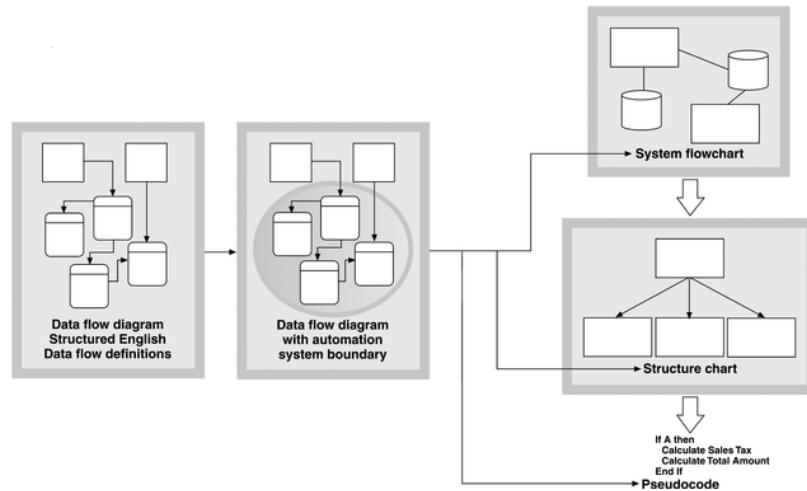 Data flow diagram
Structured English
Data flow definitions
Data flow diagram
with automation
system boundary
System flowchart
Structure chart
If A then
Calculate Sales Tax
Calculate Total Amount
End If
Pseudocode